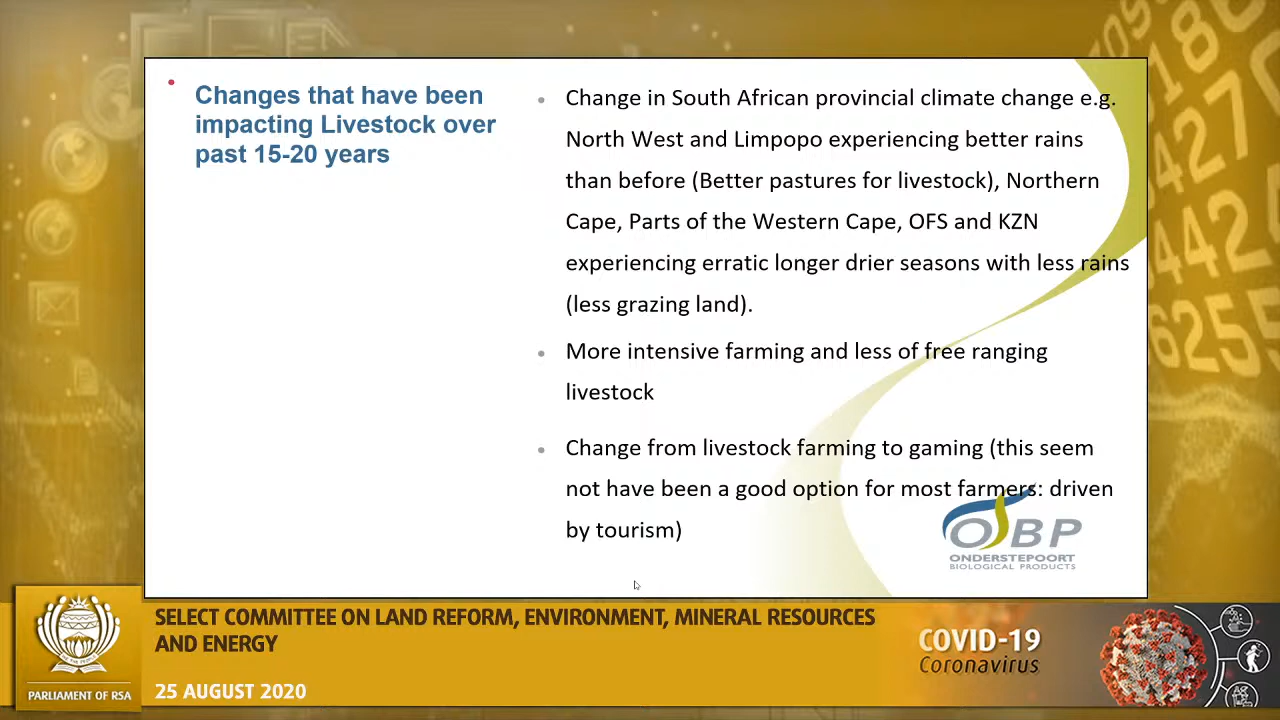 Changes that have been
impacting Livestock over
past 15-20 years
Change in South African provincial climate change e.g.
North West and Limpopo experiencing better rains
than before (Better pastures for livestock), Northern
Cape, Parts of the Western Cape, OFS and KZN
experiencing erratic longer drier seasons with less rains
(less grazing land).
More intensive farming and less of free ranging
livestock
Change from livestock farming to gaming (this seem
not have been a good option for most farmers: driven
by tourism)
OBP
ONDERSTEPOORT
BIOLOGICAL PRODUCTS
SELECT COMMITTEE ON LAND REFORM, ENVIRONMENT, MINERAL RESOURCES
AND ENERGY
25 AUGUST 2020
PARLIAMENT OF RSA
COVID-19
Coronavirus